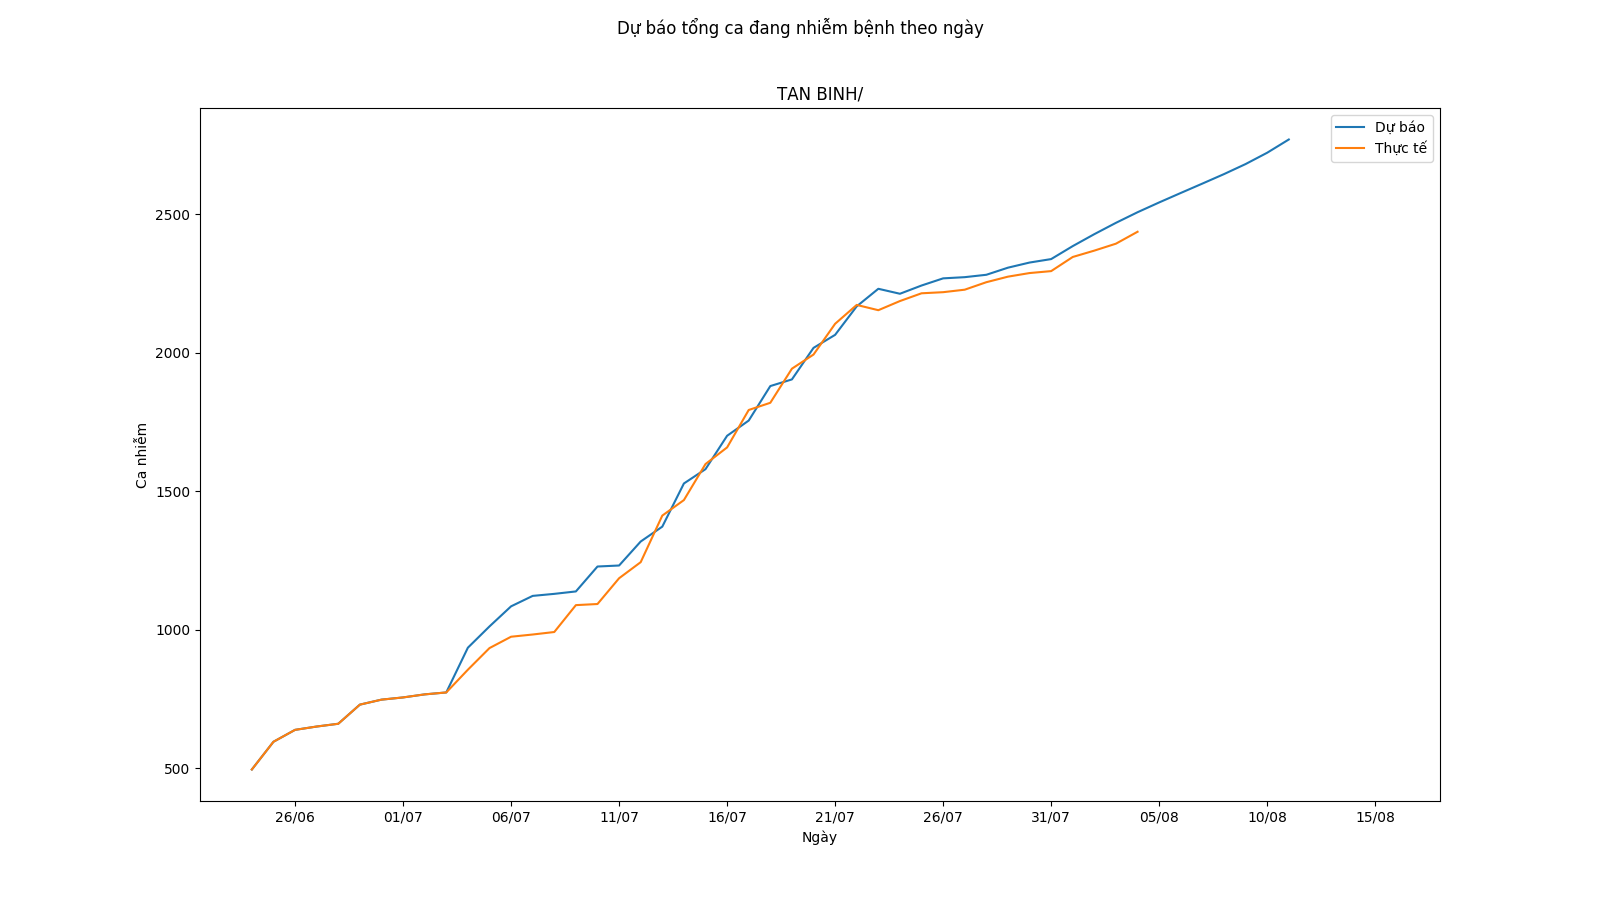 Dự báo tổng ca đang nhiễm bệnh theo ngày
TAN BINH/
Dự báo
Thực tế
2500
2000
1500
1000
500
Ca nhiễm
26/06 01/07 06/07 11/07 16/07 21/07 26/07 31/07 05/08 10/08 15/08
Ngày